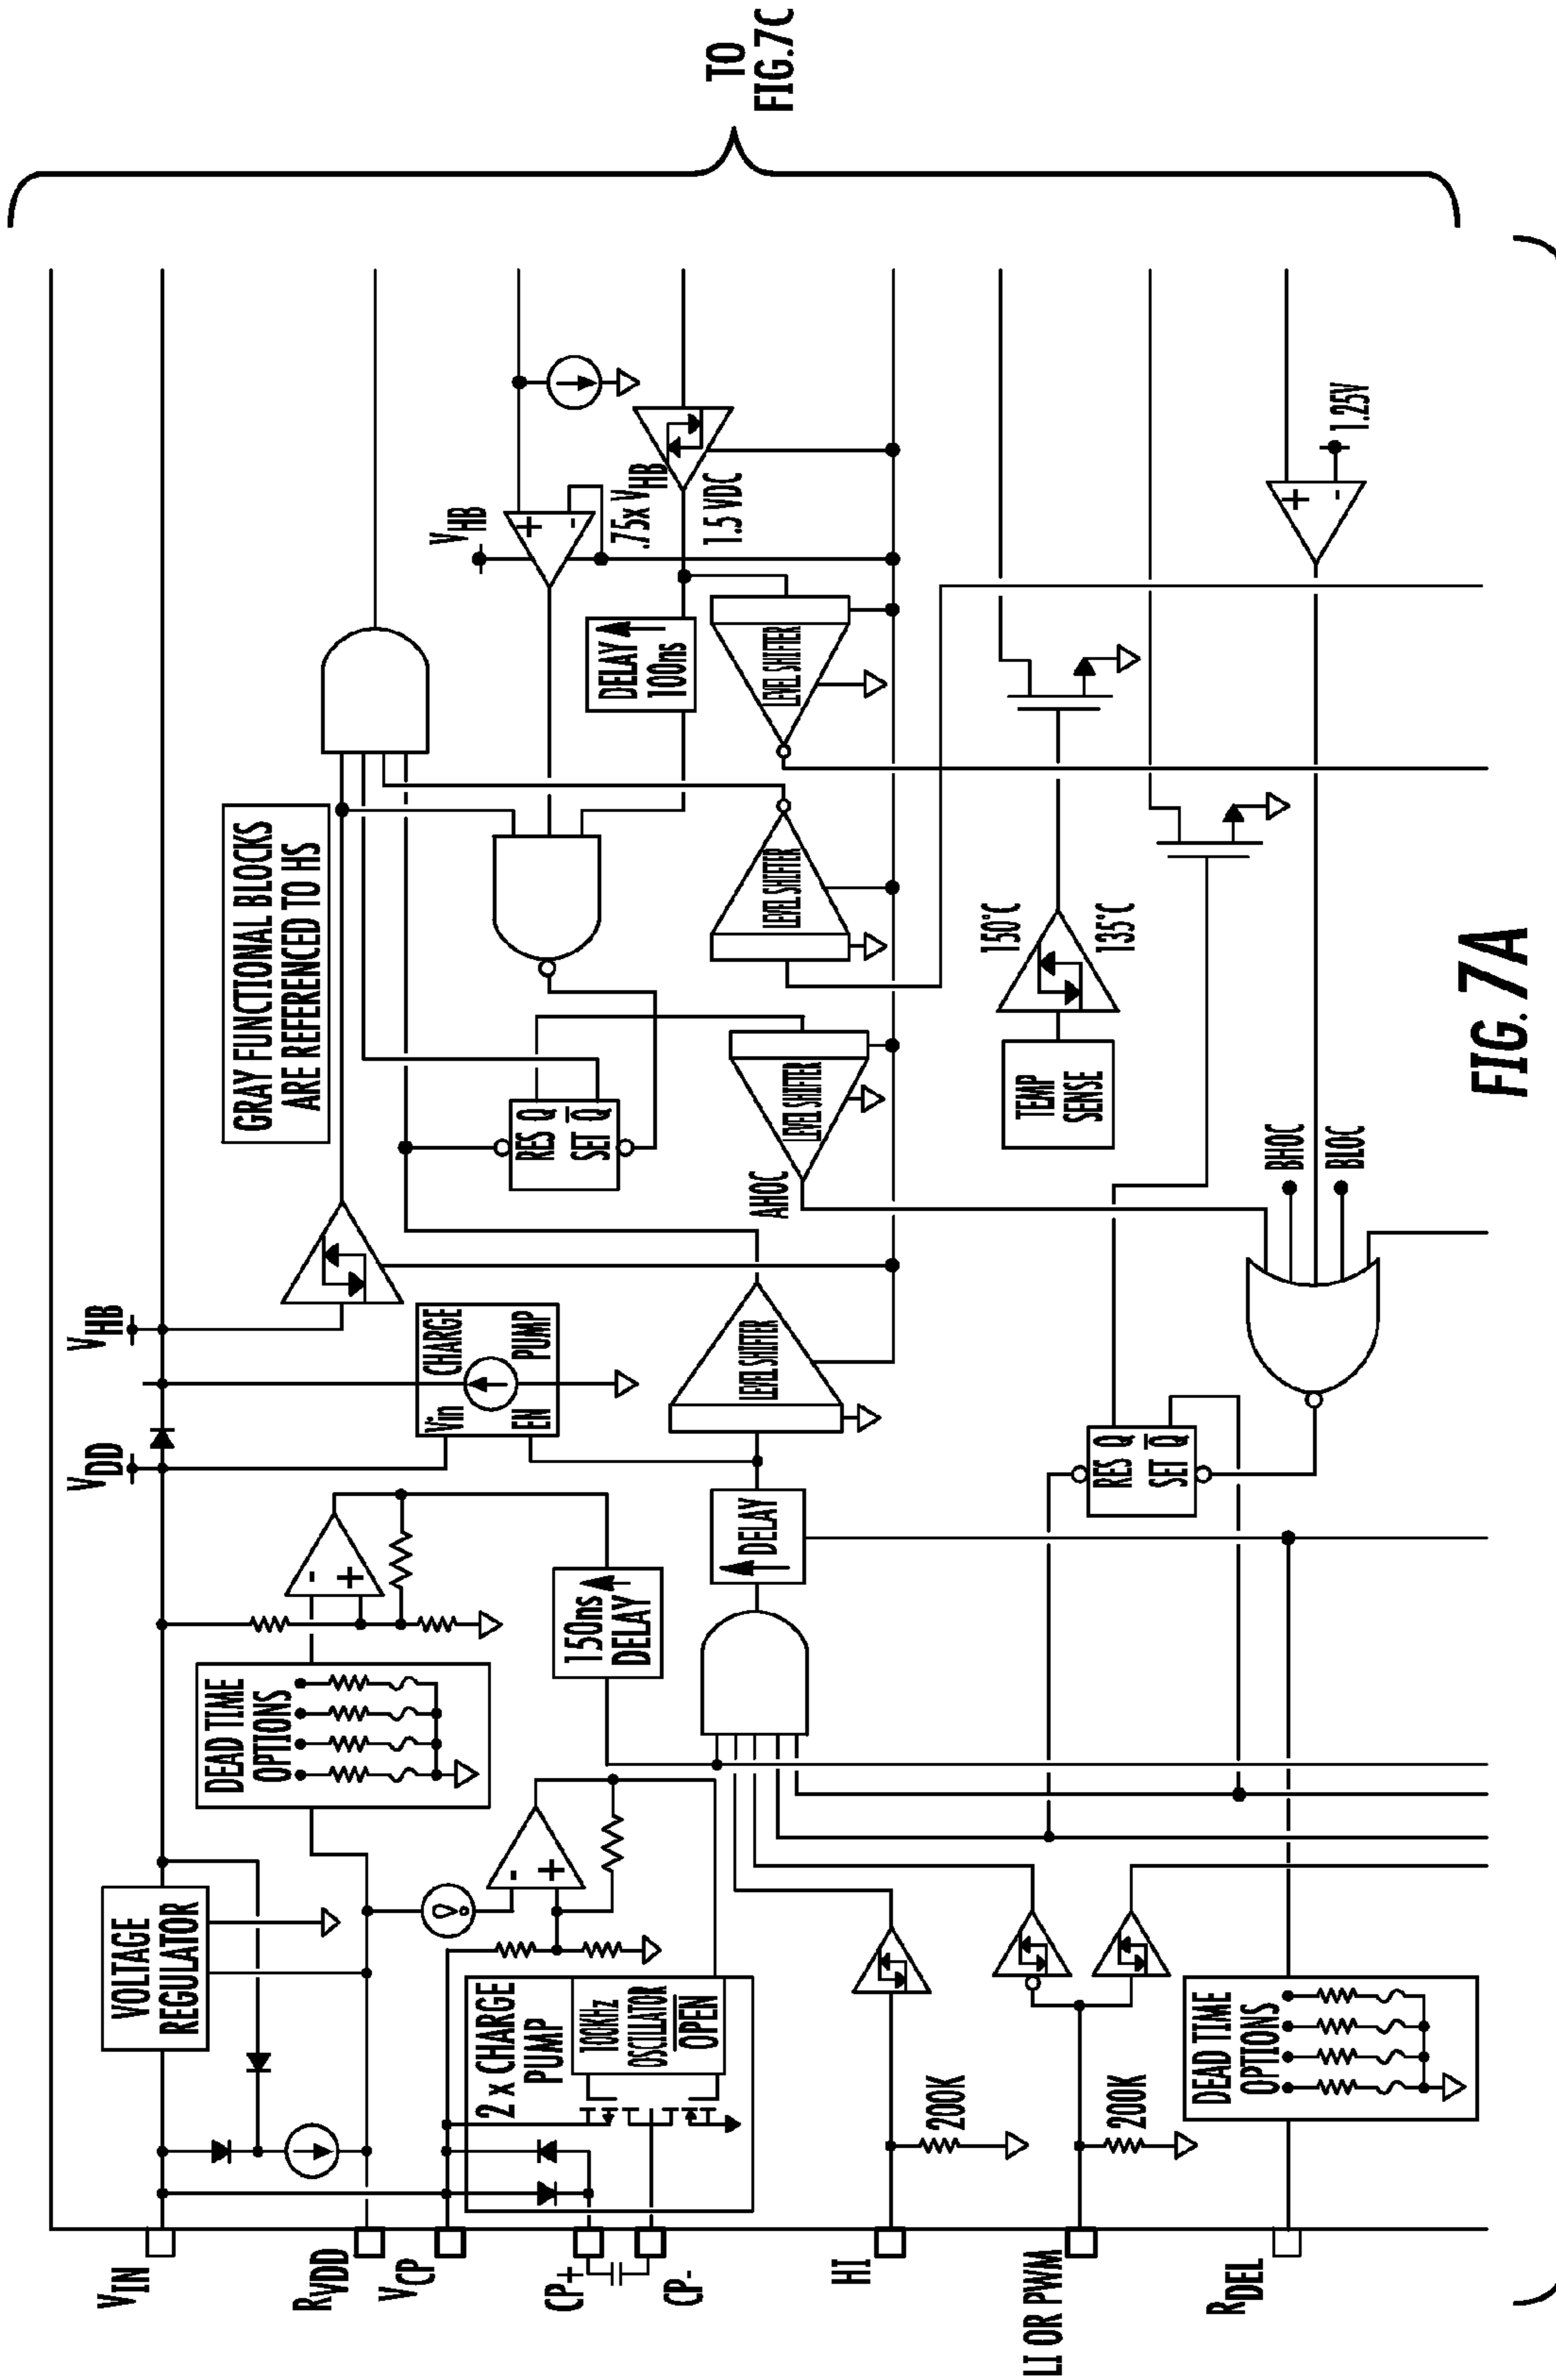 VIN
RVDD
VCP
CP+
CP-
HI
LI OR PWM
RDEL
VOLTAGE
REGULATOR
2 x CHARGE
PUMP
100KHz
OSCILLATOR
OPEN
200K
200K
DEAD TIME
OPTIONS
DEAD TIME
OPTIONS
-
+
-
+
150ns
DELAY
DELAY
VDD
VHB
Vin
CHARGE
EN
PUMP
LEVEL SHIFTER
RES Q
SET Q̅
GRAY FUNCTIONAL BLOCKS
ARE REFERENCED TO HS
RES Q
SET Q̅
AHOC
LEVEL SHIFTER
BHOC
BLOC
TEMP
SENSE
150°C
135°C
LEVEL SHIFTER
LEVEL SHIFTER
DELAY
100ns
VHB
+
-
.75x VHB
1.5 VDC
+
-
1.25V
TO
FIG.7C
FIG. 7A